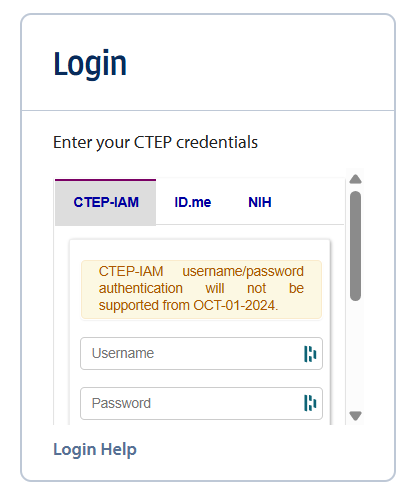 Login
Enter your CTEP credentials
CTEP-IAM ID.me NIH
CTEP-IAM username/password
authentication will not be
supported from OCT-01-2024.
Username
Password
Login Help